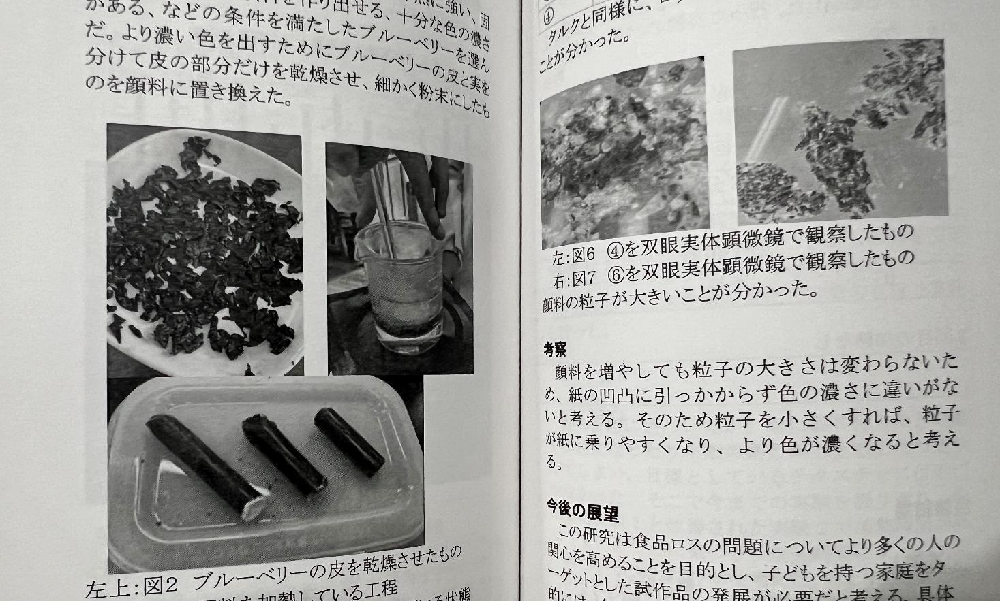 に強い、固
を作り出せる、十分な色の濃さ
がある、などの条件を満たしたブルーベリーを選ん
だ。より濃い色を出すためにブルーベリーの皮と実を
分けて皮の部分だけを乾燥させ、細かく粉末にしたも
のを顔料に置き換えた。
左上:図2 ブルーベリーの皮を乾燥させたもの
を加熱している工程
状態
④
タルクと同様に、
ことが分かった。
左:図6 ④を双眼実体顕微鏡で観察したもの
右:図7 ⑥を双眼実体顕微鏡で観察したもの
顔料の粒子が大きいことが分かった。
考察
顔料を増やしても粒子の大きさは変わらないた
め、紙の凹凸に引っかからず色の濃さに違いがな
いと考える。そのため粒子を小さくすれば、粒子
が紙に乗りやすくなり、より色が濃くなると考え
る。
今後の展望
この研究は食品ロスの問題についてより多くの人の
関心を高めることを目的とし、子どもを持つ家庭をタ
ーゲットとした試作品の発展が必要だと考える。具体
的には、